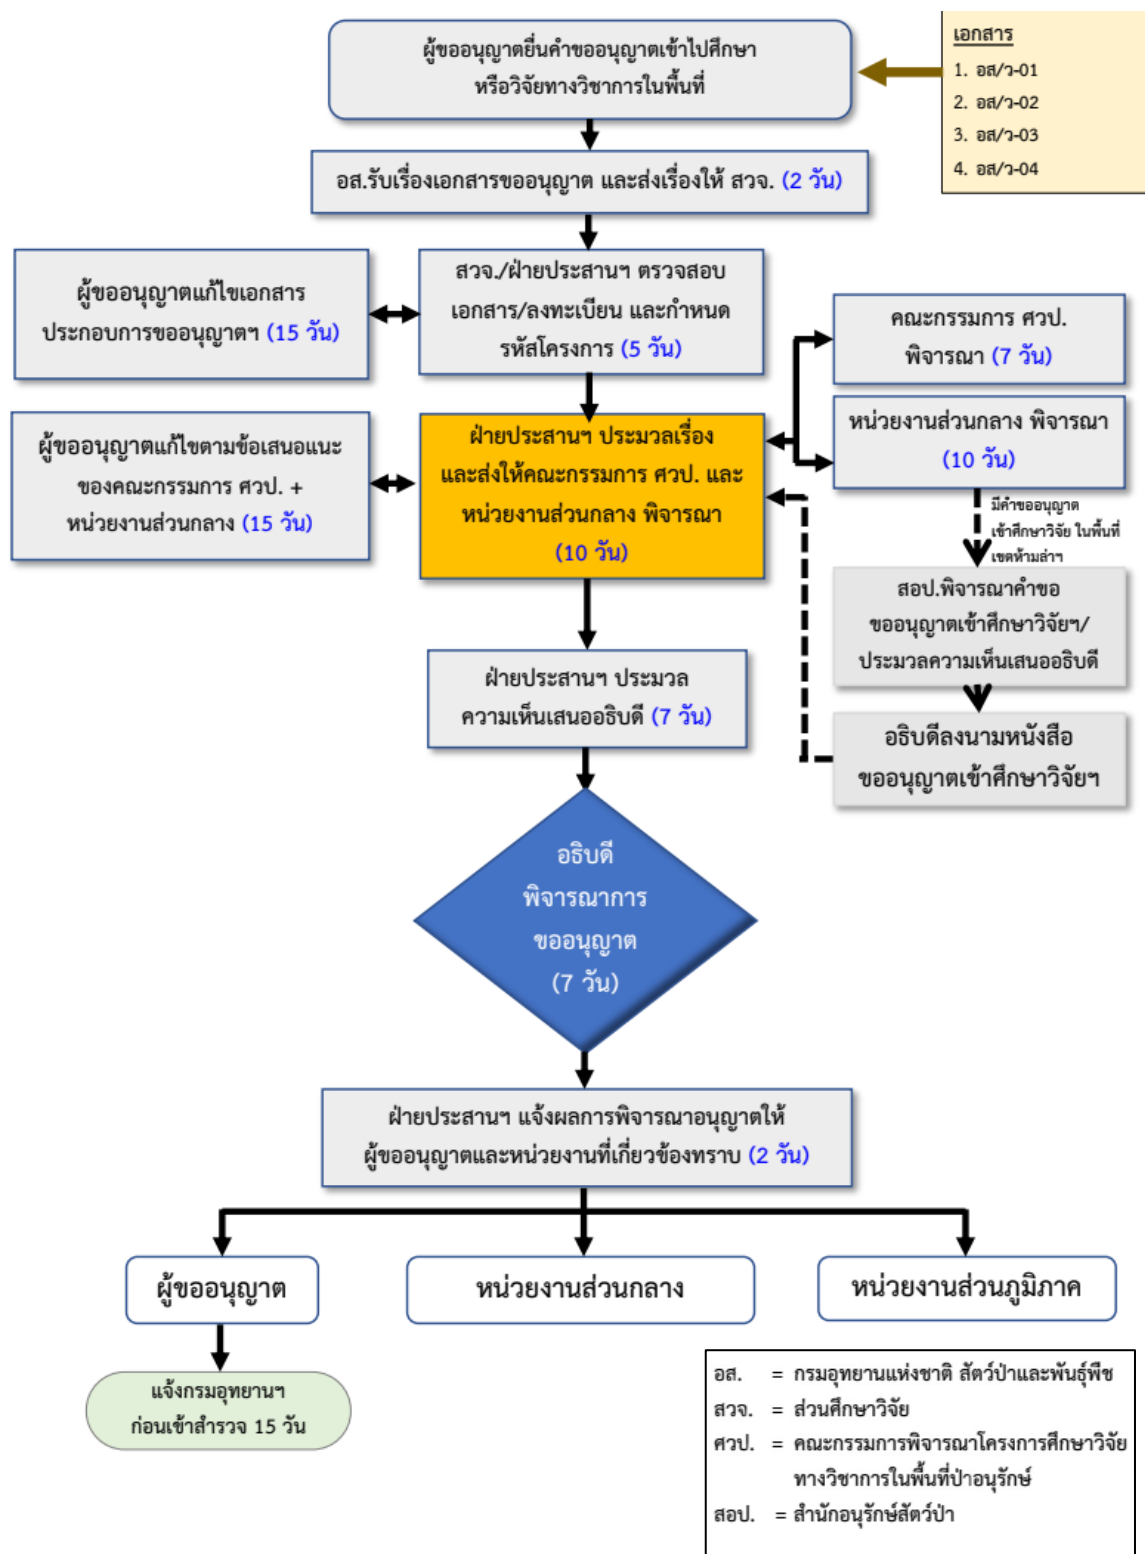 ผู้ขออนุญาตยื่นคำขออนุญาตเข้าไปศึกษา
หรือวิจัยทางวิชาการในพื้นที่
เอกสาร
1. อส/ว-01
2. อส/ว-02
3. อส/ว-03
4. อส/ว-04
อส.รับเรื่องเอกสารขออนุญาต และส่งเรื่องให้ สวจ. (2 วัน)
ผู้ขออนุญาตแก้ไขเอกสาร
ประกอบการขออนุญาตฯ (15 วัน)
สวจ./ฝ่ายประสานฯ ตรวจสอบ
เอกสาร/ลงทะเบียน และกำหนด
รหัสโครงการ (5 วัน)
คณะกรรมการ ศวป.
พิจารณา (7 วัน)
ผู้ขออนุญาตแก้ไขตามข้อเสนอแนะ
ของคณะกรรมการ ศวป. +
หน่วยงานส่วนกลาง (15 วัน)
ฝ่ายประสานฯ ประมวลเรื่อง
และส่งให้คณะกรรมการ ศวป. และ
หน่วยงานส่วนกลาง พิจารณา
(10 วัน)
หน่วยงานส่วนกลาง พิจารณา
(10 วัน)
มีคำขออนุญาต
เข้าศึกษาวิจัย ในพื้นที่
เขตห้ามล่าฯ
สอป.พิจารณาคำขอ
ขออนุญาตเข้าศึกษาวิจัยฯ/
ประมวลความเห็นเสนออธิบดี
ฝ่ายประสานฯ ประมวล
ความเห็นเสนออธิบดี (7 วัน)
อธิบดีลงนามหนังสือ
ขออนุญาตเข้าศึกษาวิจัยฯ
อธิบดี
พิจารณาการ
ขออนุญาต
(7 วัน)
ฝ่ายประสานฯ แจ้งผลการพิจารณาอนุญาตให้
ผู้ขออนุญาตและหน่วยงานที่เกี่ยวข้องทราบ (2 วัน)
ผู้ขออนุญาต
หน่วยงานส่วนกลาง
หน่วยงานส่วนภูมิภาค
แจ้งกรมอุทยานฯ
ก่อนเข้าสำรวจ 15 วัน
อส. = กรมอุทยานแห่งชาติ สัตว์ป่าและพันธุ์พืช
สวจ. = ส่วนศึกษาวิจัย
ศวป. = คณะกรรมการพิจารณาโครงการศึกษาวิจัย
ทางวิชาการในพื้นที่ป่าอนุรักษ์
สอป. = สำนักอนุรักษ์สัตว์ป่า